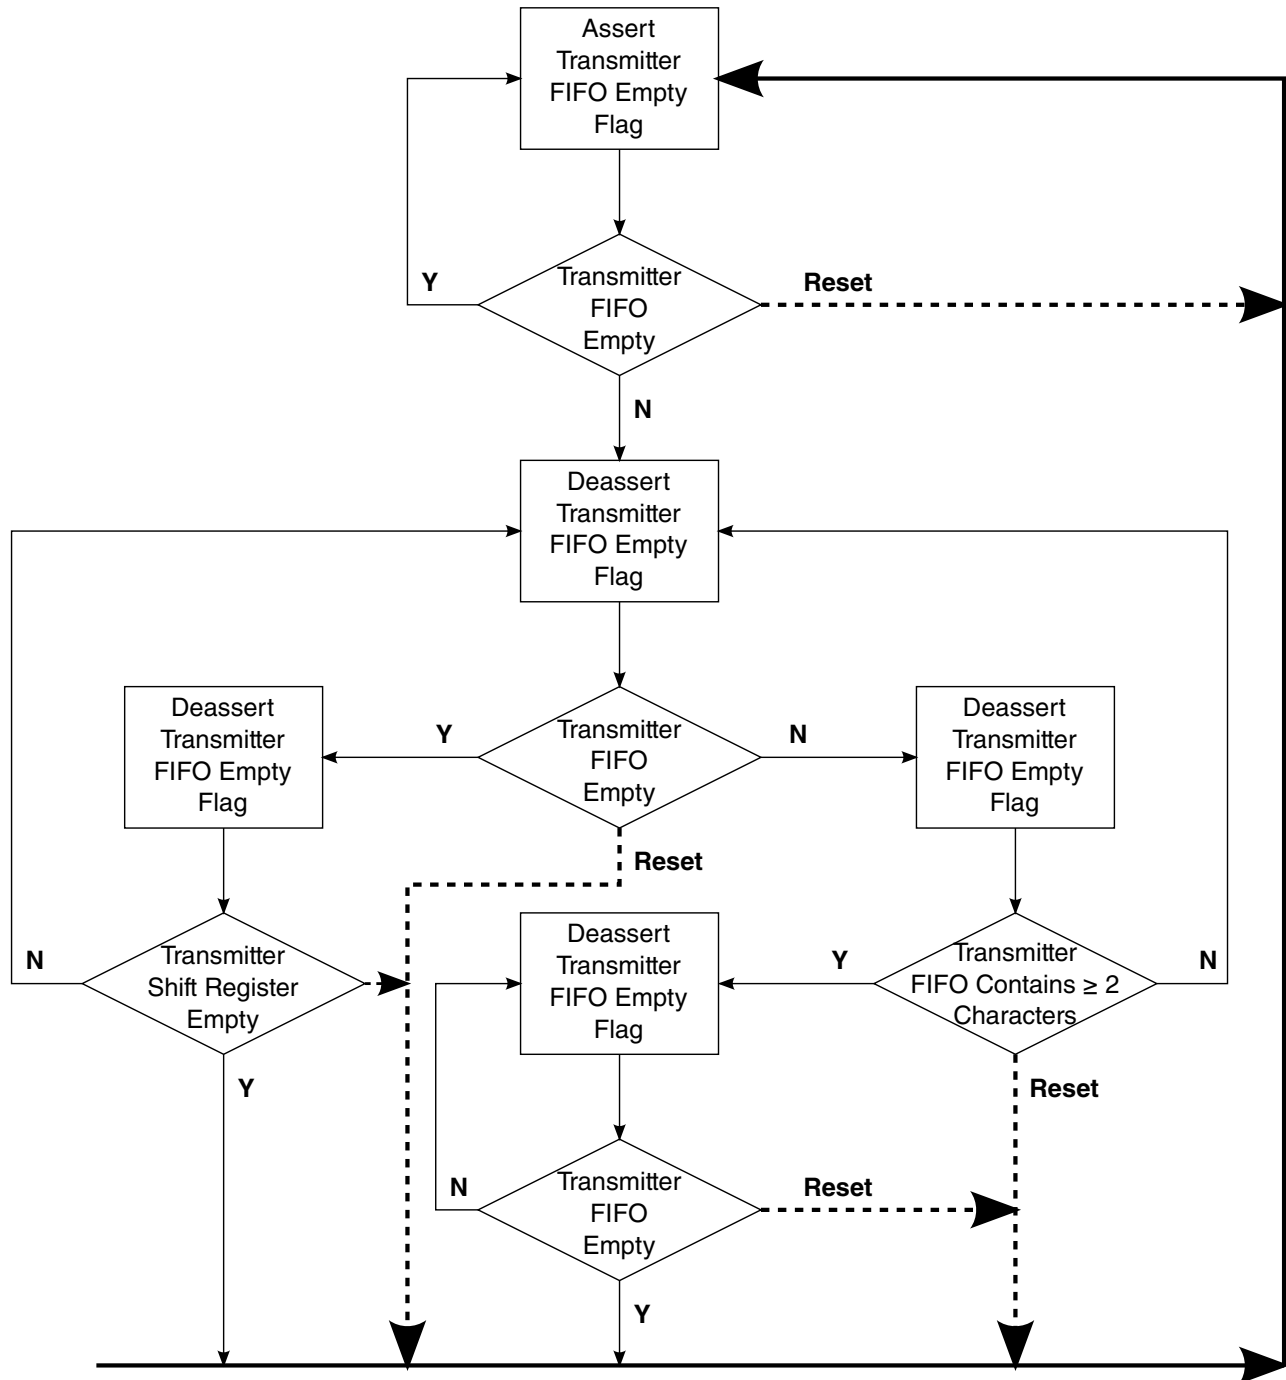 Assert
Transmitter
FIFO Empty
Flag
Y
Transmitter
FIFO
Empty
Reset
N
Deassert
Transmitter
FIFO Empty
Flag
Deassert
Transmitter
FIFO Empty
Flag
Y
Transmitter
FIFO
Empty
N
Deassert
Transmitter
FIFO Empty
Flag
Reset
N
Transmitter
Shift Register
Empty
Deassert
Transmitter
FIFO Empty
Flag
Y
Transmitter
FIFO Contains ≥ 2
Characters
N
Y
Reset
N
Transmitter
FIFO
Empty
Reset
Y